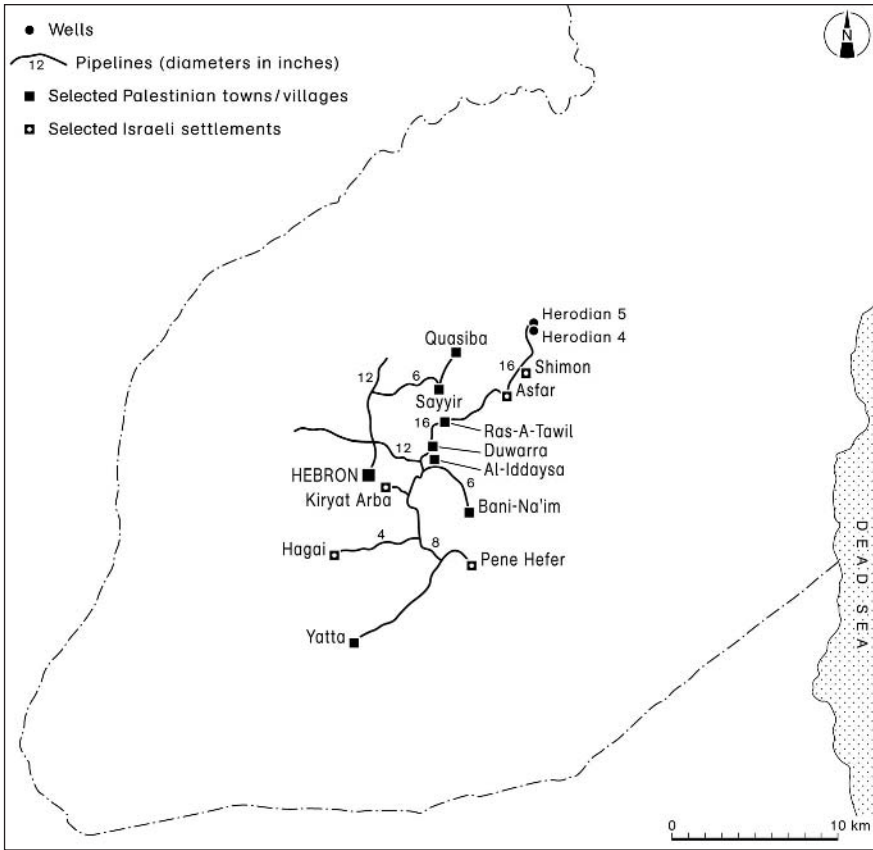 Wells
N
12 Pipelines (diameters in inches)
Selected Palestinian towns/villages
Selected Israeli settlements
Herodian 5
Herodian 4
Quasiba
16 Shimon
12
6
Asfar
Sayyir
16
Ras-A-Tawil
Duwarra
12
Al-Iddaysa
HEBRON
6
Kiryat Arba
Bani-Na'im
4
8
Hagai
Pene Hefer
DEAD SEA
Yatta
0 10 km